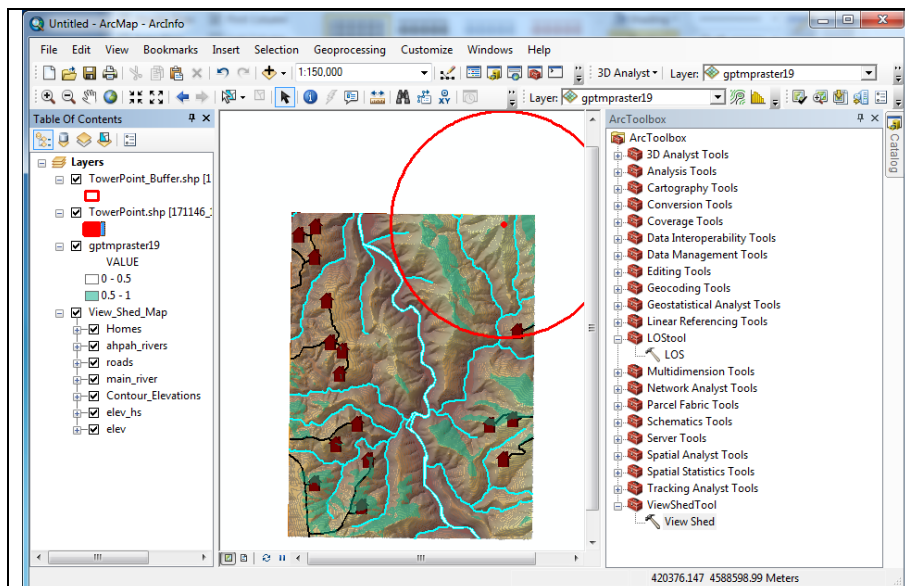 Untitled - ArcMap - ArcInfo
File Edit View Bookmarks Insert Selection Geoprocessing Customize Windows Help
1:150,000 3D Analyst Layer: gptmpraster19
Layer: gptmpraster19
Table Of Contents
Layers
TowerPoint_Buffer.shp [1
TowerPoint.shp [171146_
gptmpraster19
VALUE
0 - 0.5
0.5 - 1
View_Shed_Map
Homes
ahpah_rivers
roads
main_river
Contour_Elevations
elev_hs
elev
ArcToolbox
ArcToolbox
3D Analyst Tools
Analysis Tools
Cartography Tools
Conversion Tools
Coverage Tools
Data Interoperability Tools
Data Management Tools
Editing Tools
Geocoding Tools
Geostatistical Analyst Tools
Linear Referencing Tools
LOStool
LOS
Multidimension Tools
Network Analyst Tools
Parcel Fabric Tools
Schematics Tools
Server Tools
Spatial Analyst Tools
Spatial Statistics Tools
Tracking Analyst Tools
ViewShedTool
View Shed
Catalog
420376.147 4588598.99 Meters